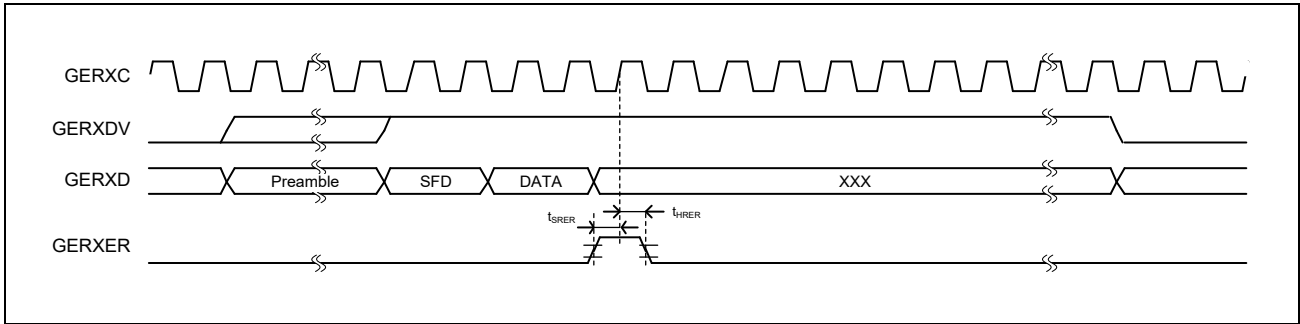 GERXC
GERXDV
GERXD Preamble SFD DATA XXX
tSRER tHRER
GERXER